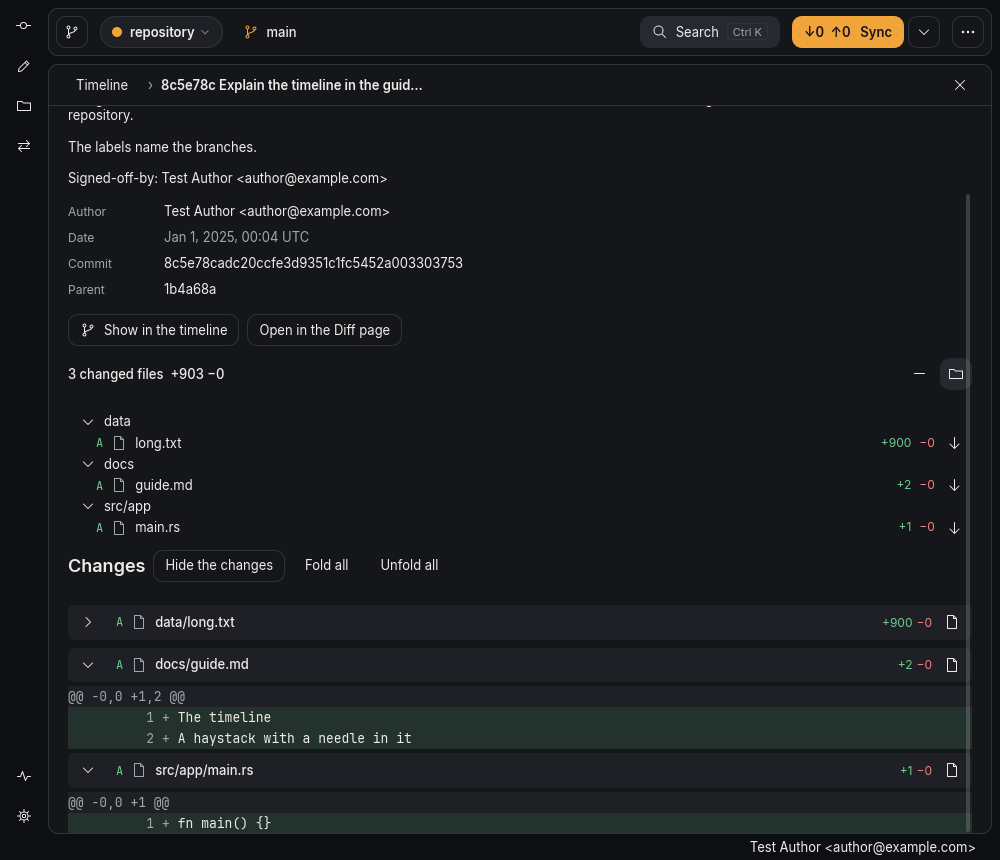 repository
main
Search Ctrl K
↓0 ↑0 Sync
Timeline › 8c5e78c Explain the timeline in the guid…
repository.
The labels name the branches.
Signed-off-by: Test Author <author@example.com>
Author Test Author <author@example.com>
Date Jan 1, 2025, 00:04 UTC
Commit 8c5e78cadc20ccfe3d9351c1fc5452a003303753
Parent 1b4a68a
Show in the timeline Open in the Diff page
3 changed files +903 −0
data
A long.txt +900 −0
docs
A guide.md +2 −0
src/app
A main.rs +1 −0
Changes Hide the changes Fold all Unfold all
A data/long.txt +900 −0
A docs/guide.md +2 −0
@@ -0,0 +1,2 @@
1 + The timeline
2 + A haystack with a needle in it
A src/app/main.rs +1 −0
@@ -0,0 +1 @@
1 + fn main() {}
Test Author <author@example.com>